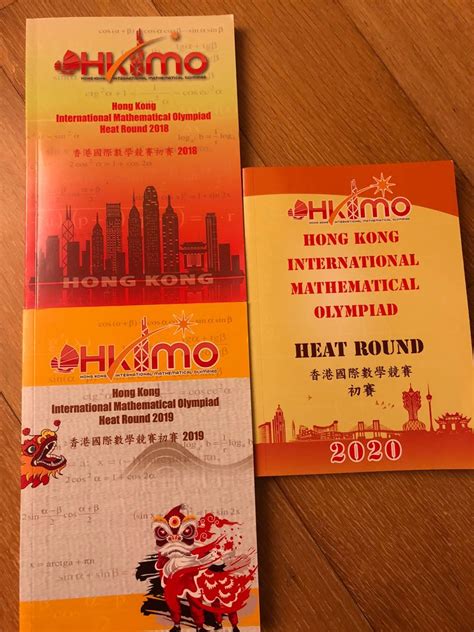 HKIMO
HONG KONG INTERNATIONAL MATHEMATICAL OLYMPIAD
Hong Kong
International Mathematical Olympiad
Heat Round 2018
香港國際數學競賽初賽 2018
HONG KONG
HKIMO
HONG KONG INTERNATIONAL MATHEMATICAL OLYMPIAD
Hong Kong
International Mathematical Olympiad
Heat Round 2019
香港國際數學競賽初賽 2019
x = arctga + πn
HKIMO
HONG KONG INTERNATIONAL MATHEMATICAL OLYMPIAD
HONG KONG
INTERNATIONAL
MATHEMATICAL
OLYMPIAD
HEAT ROUND
香港國際數學競賽
初賽
2020